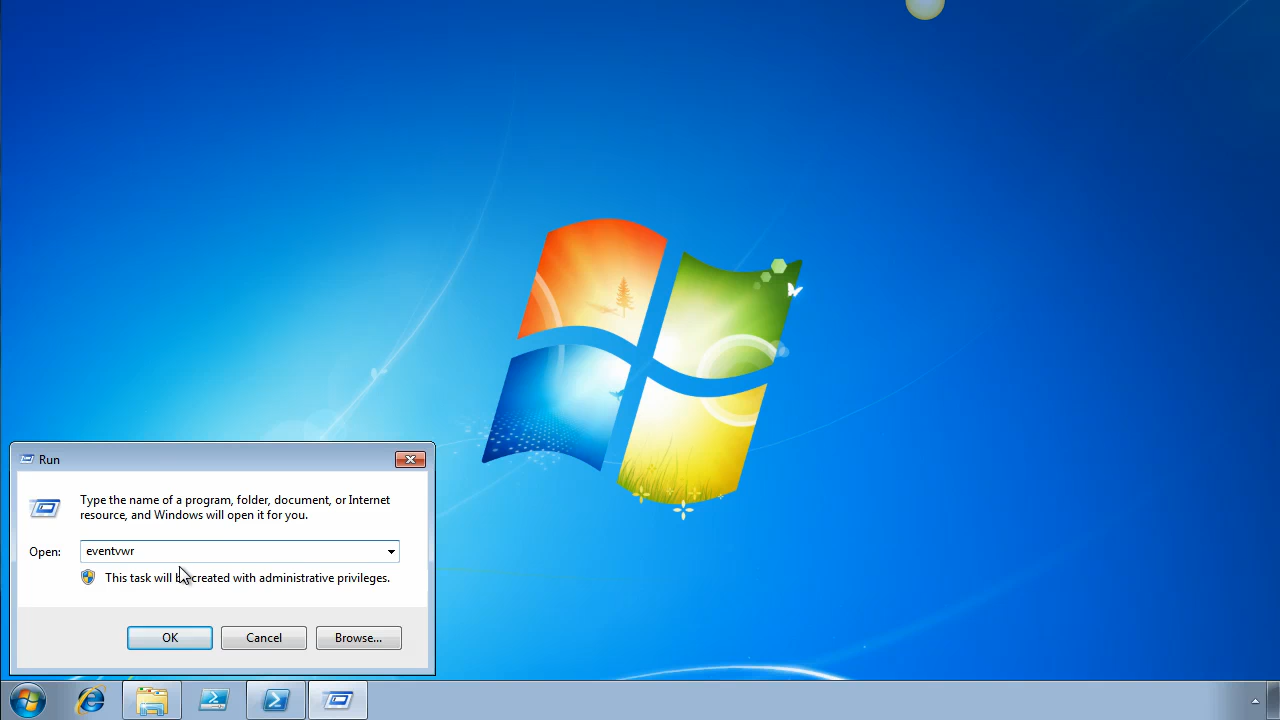 Run
Type the name of a program, folder, document, or Internet
resource, and Windows will open it for you.
Open:
eventvwr
This task will be created with administrative privileges.
OK
Cancel
Browse...